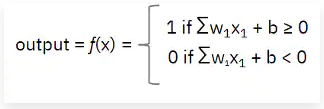 1 if ∑w₁x₁ + b ≥ 0
output = f(x) =
0 if ∑w₁x₁ + b < 0